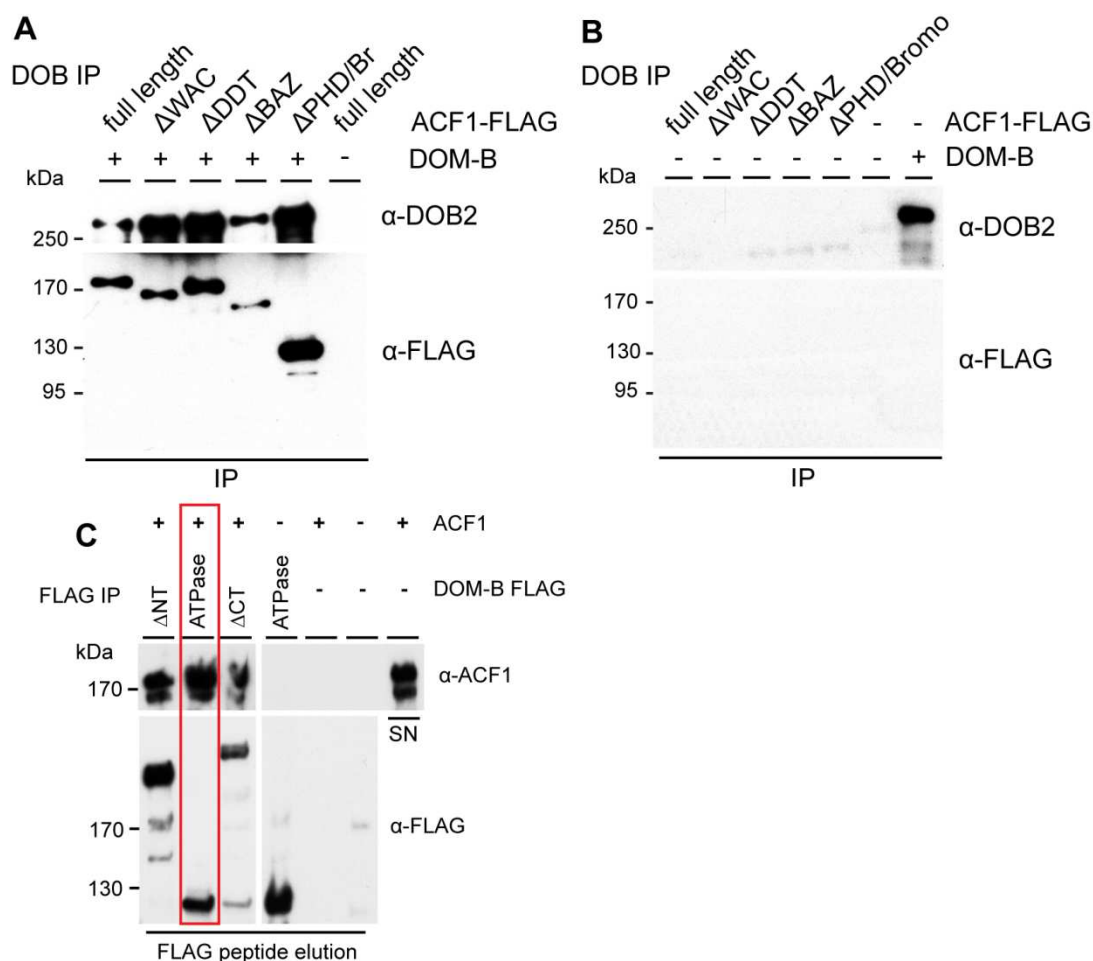 A
DOB IP
full length ΔWAC ΔDDT ΔBAZ ΔPHD/Br full length
ACF1-FLAG
+ + + + + - DOM-B
kDa
250 - α-DOB2
170 -
130 - α-FLAG
95 -
IP
B
DOB IP
full length ΔWAC ΔDDT ΔBAZ ΔPHD/Bromo - - ACF1-FLAG
- - - - - - + DOM-B
kDa
250 - α-DOB2
170 -
130 - α-FLAG
95 -
IP
C
+ + + - + - + ACF1
FLAG IP ΔNT ATPase ΔCT ATPase - - - DOM-B FLAG
kDa
170 - α-ACF1
SN
170 - α-FLAG
130 -
FLAG peptide elution